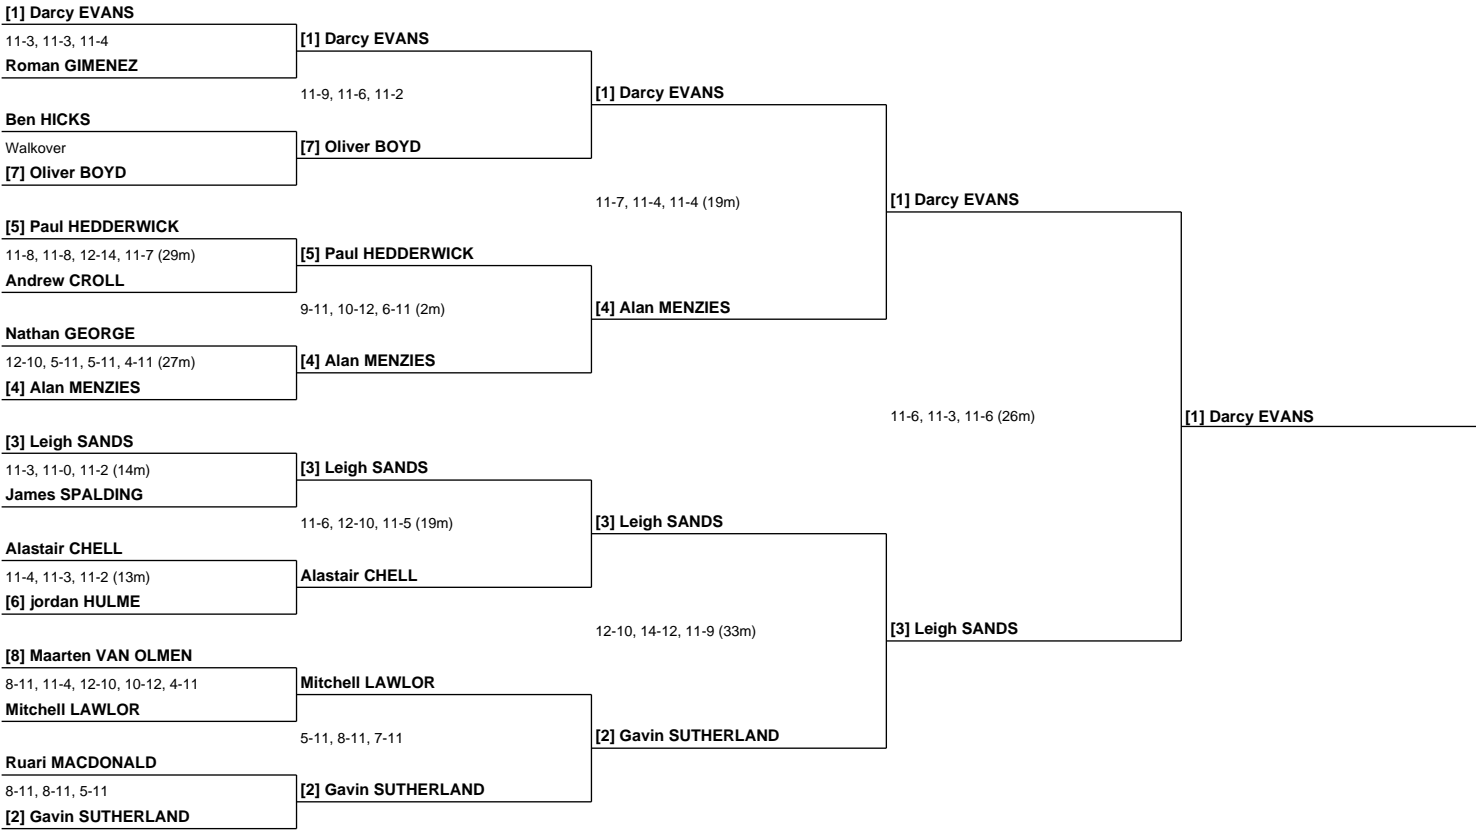 [1] Darcy EVANS
11-3, 11-3, 11-4
Roman GIMENEZ
Ben HICKS
Walkover
[7] Oliver BOYD
[5] Paul HEDDERWICK
11-8, 11-8, 12-14, 11-7 (29m)
Andrew CROLL
Nathan GEORGE
12-10, 5-11, 5-11, 4-11 (27m)
[4] Alan MENZIES
[3] Leigh SANDS
11-3, 11-0, 11-2 (14m)
James SPALDING
Alastair CHELL
11-4, 11-3, 11-2 (13m)
[6] jordan HULME
[8] Maarten VAN OLMEN
8-11, 11-4, 12-10, 10-12, 4-11
Mitchell LAWLOR
Ruari MACDONALD
8-11, 8-11, 5-11
[2] Gavin SUTHERLAND
[1] Darcy EVANS
11-9, 11-6, 11-2
[7] Oliver BOYD
[5] Paul HEDDERWICK
9-11, 10-12, 6-11 (2m)
[4] Alan MENZIES
[3] Leigh SANDS
11-6, 12-10, 11-5 (19m)
Alastair CHELL
Mitchell LAWLOR
5-11, 8-11, 7-11
[2] Gavin SUTHERLAND
[1] Darcy EVANS
11-7, 11-4, 11-4 (19m)
[4] Alan MENZIES
[3] Leigh SANDS
12-10, 14-12, 11-9 (33m)
[2] Gavin SUTHERLAND
[1] Darcy EVANS
11-6, 11-3, 11-6 (26m)
[3] Leigh SANDS
[1] Darcy EVANS